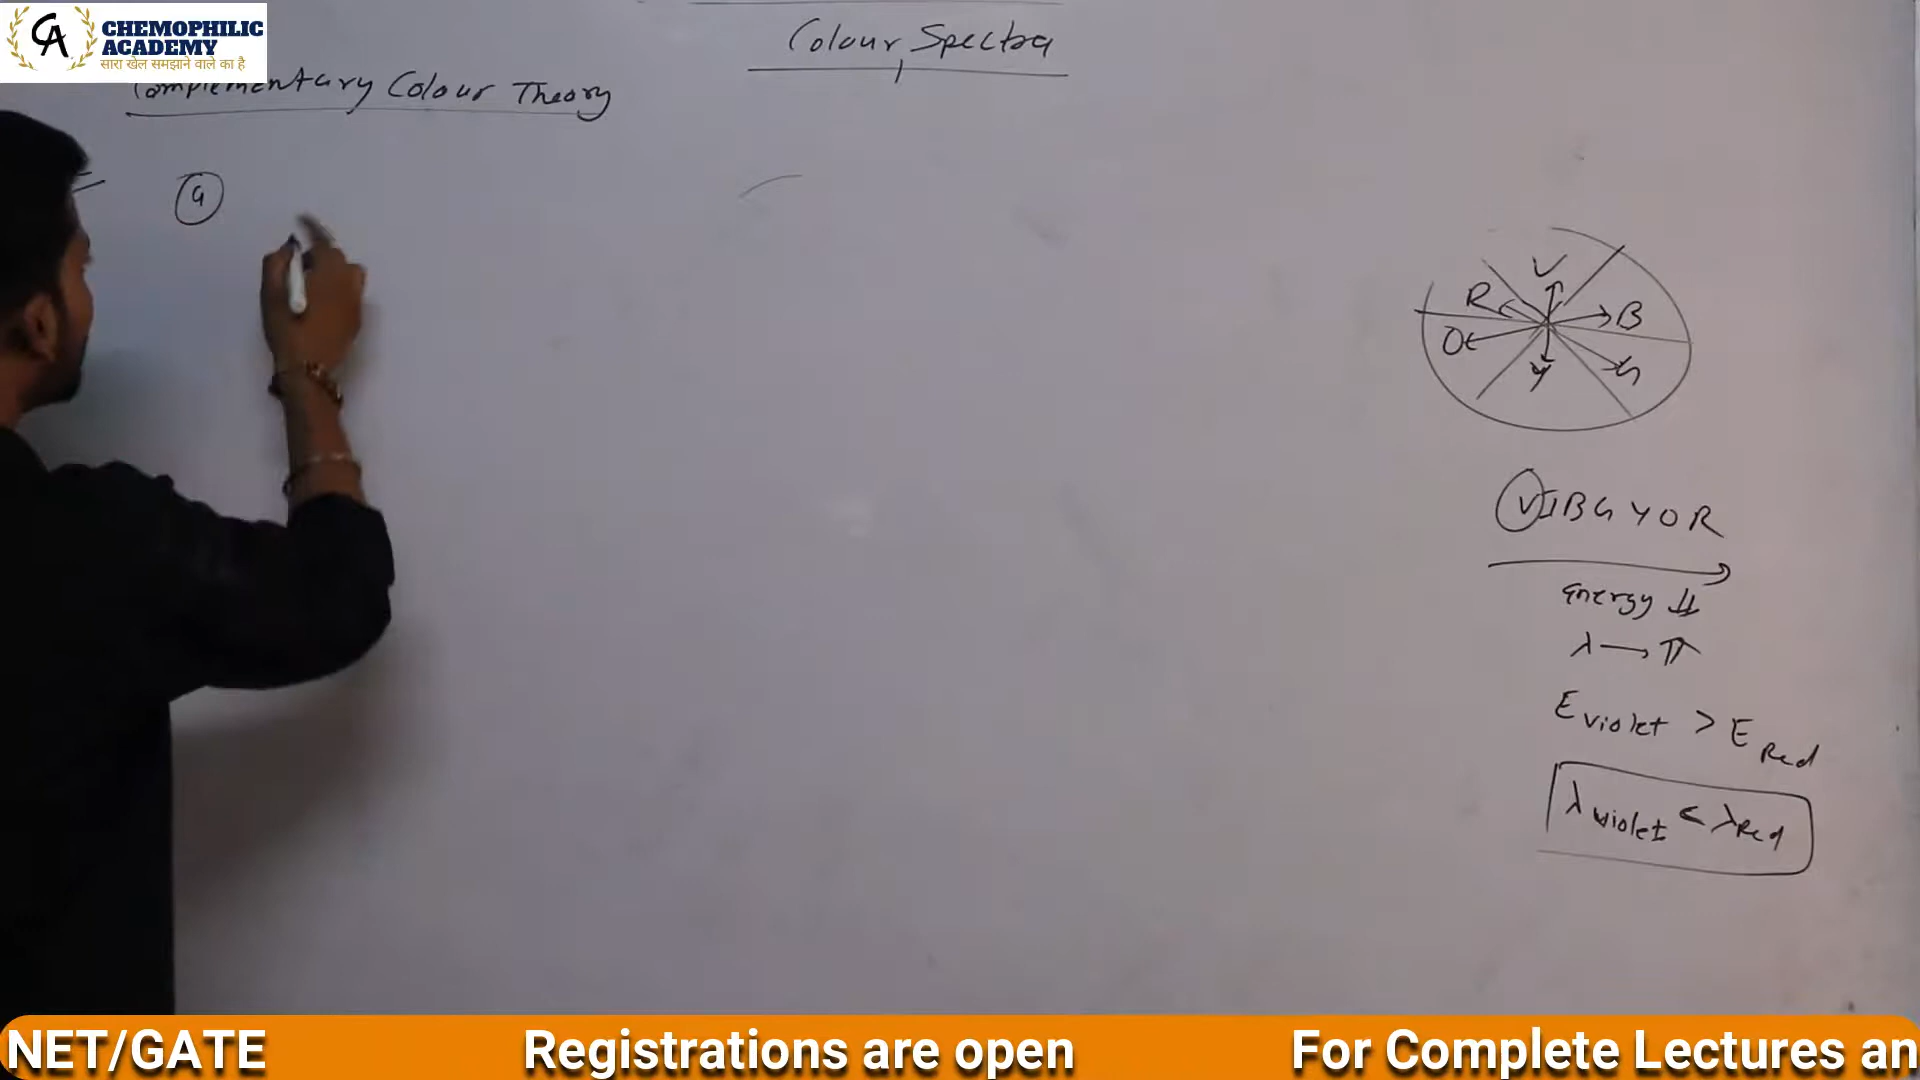 CA CHEMOPHILIC
ACADEMY
सारा खेल समझाने वाले का है
Colour Spectra
Complementary Colour Theory
a
V
R
B
O
G
Y
VIBGYOR
Energy ↓↓
λ → ↑↑
E violet > E Red
λ violet < λ Red
NET/GATE Registrations are open For Complete Lectures an